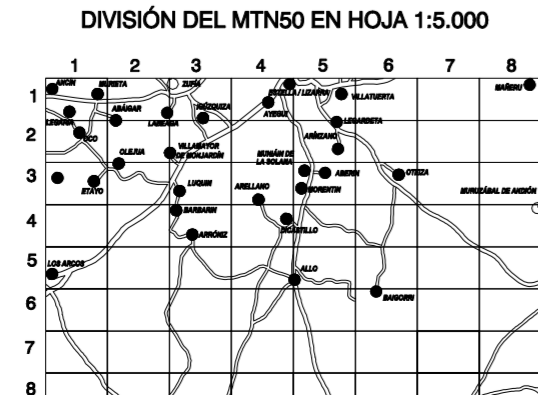 DIVISIÓN DEL MTN50 EN HOJA 1:5.000
1 2 3 4 5 6 7 8
1
2
3
4
5
6
7
8
ANCÍN
MURIETA
ZUFÍA
ESTELLA / LIZARRA
VILLATUERTA
MAÑERU
LEGARIA
ABÁIGAR
LABEAGA
IGÚZQUIZA
AYEGUI
LEGARDETA
OCO
ARÍNZANO
OLEJUA
VILLAMAYOR
DE MONJARDÍN
MUNIÁIN DE
LA SOLANA
ABERIN
OTEIZA
ETAYO
LUQUIN
ARELLANO
MORENTIN
MURUZÁBAL DE ANDIÓN
BARBARIN
DICASTILLO
ARRÓNIZ
LOS ARCOS
ALLO
BAIGORRI